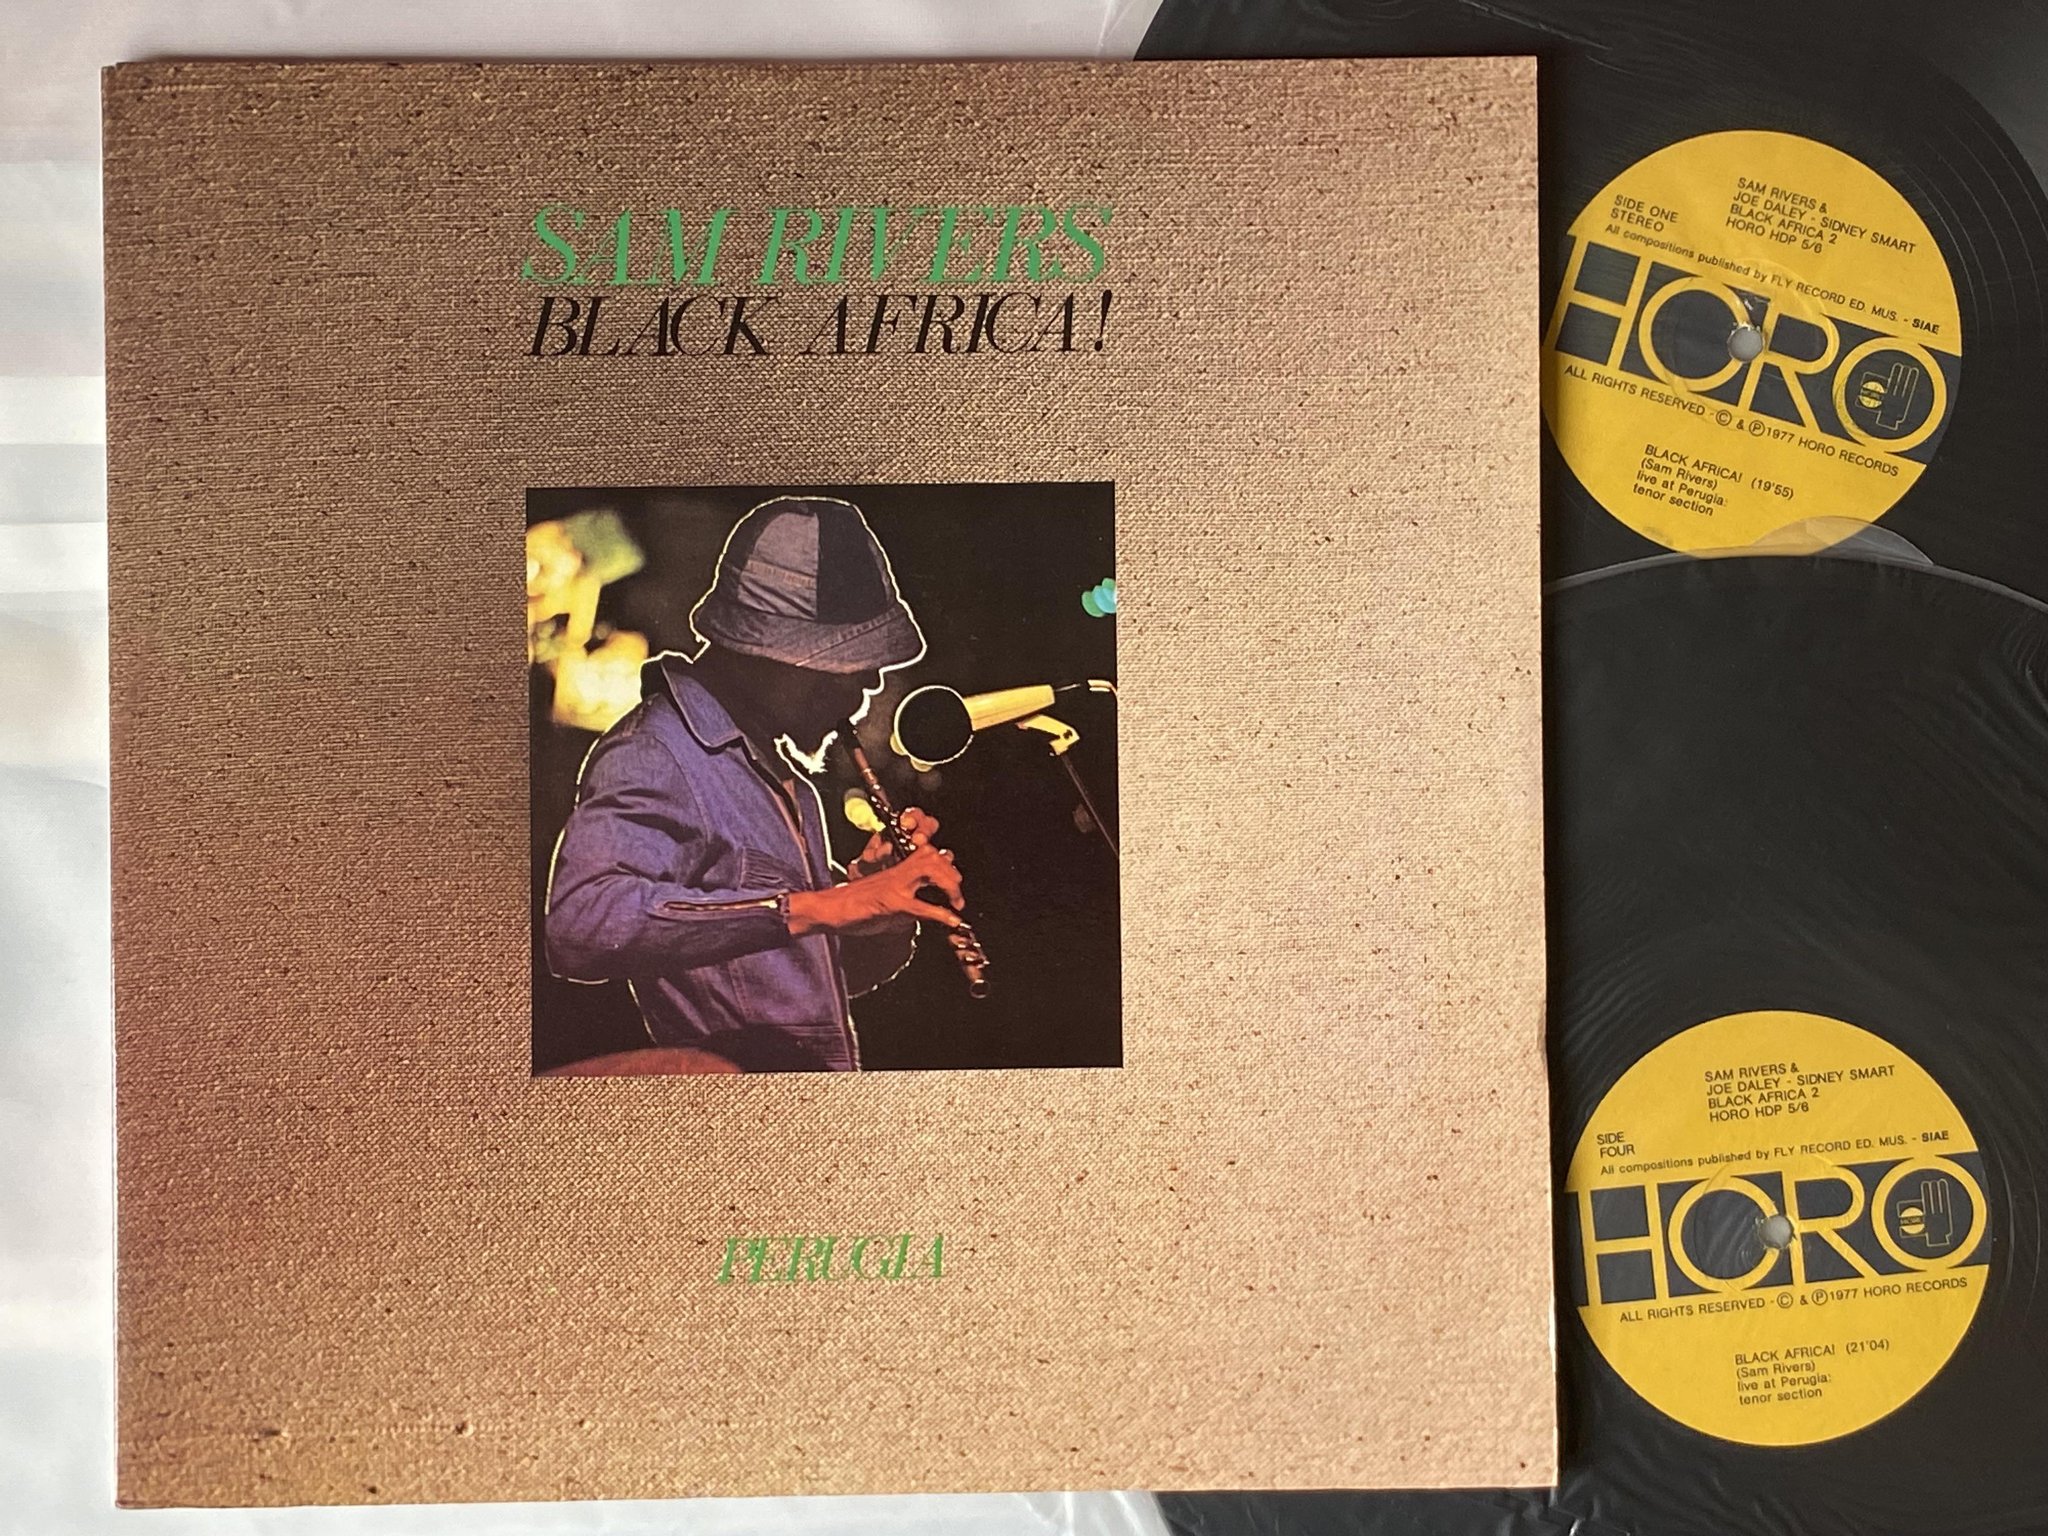 SAM RIVERS
BLACK AFRICA!
PERUGIA
SAM RIVERS &
JOE DALEY - SIDNEY SMART
BLACK AFRICA 2
HORO HDP 5/6
SIDE ONE
STEREO
All compositions published by FLY RECORD ED. MUS. - SIAE
HORO
ALL RIGHTS RESERVED - © & ℗ 1977 HORO RECORDS
BLACK AFRICA! (19'55)
(Sam Rivers)
live at Perugia:
tenor section
SAM RIVERS &
JOE DALEY - SIDNEY SMART
BLACK AFRICA 2
HORO HDP 5/6
SIDE
FOUR
All compositions published by FLY RECORD ED. MUS. - SIAE
HORO
ALL RIGHTS RESERVED - © & ℗ 1977 HORO RECORDS
BLACK AFRICA! (21'04)
(Sam Rivers)
live at Perugia:
tenor section